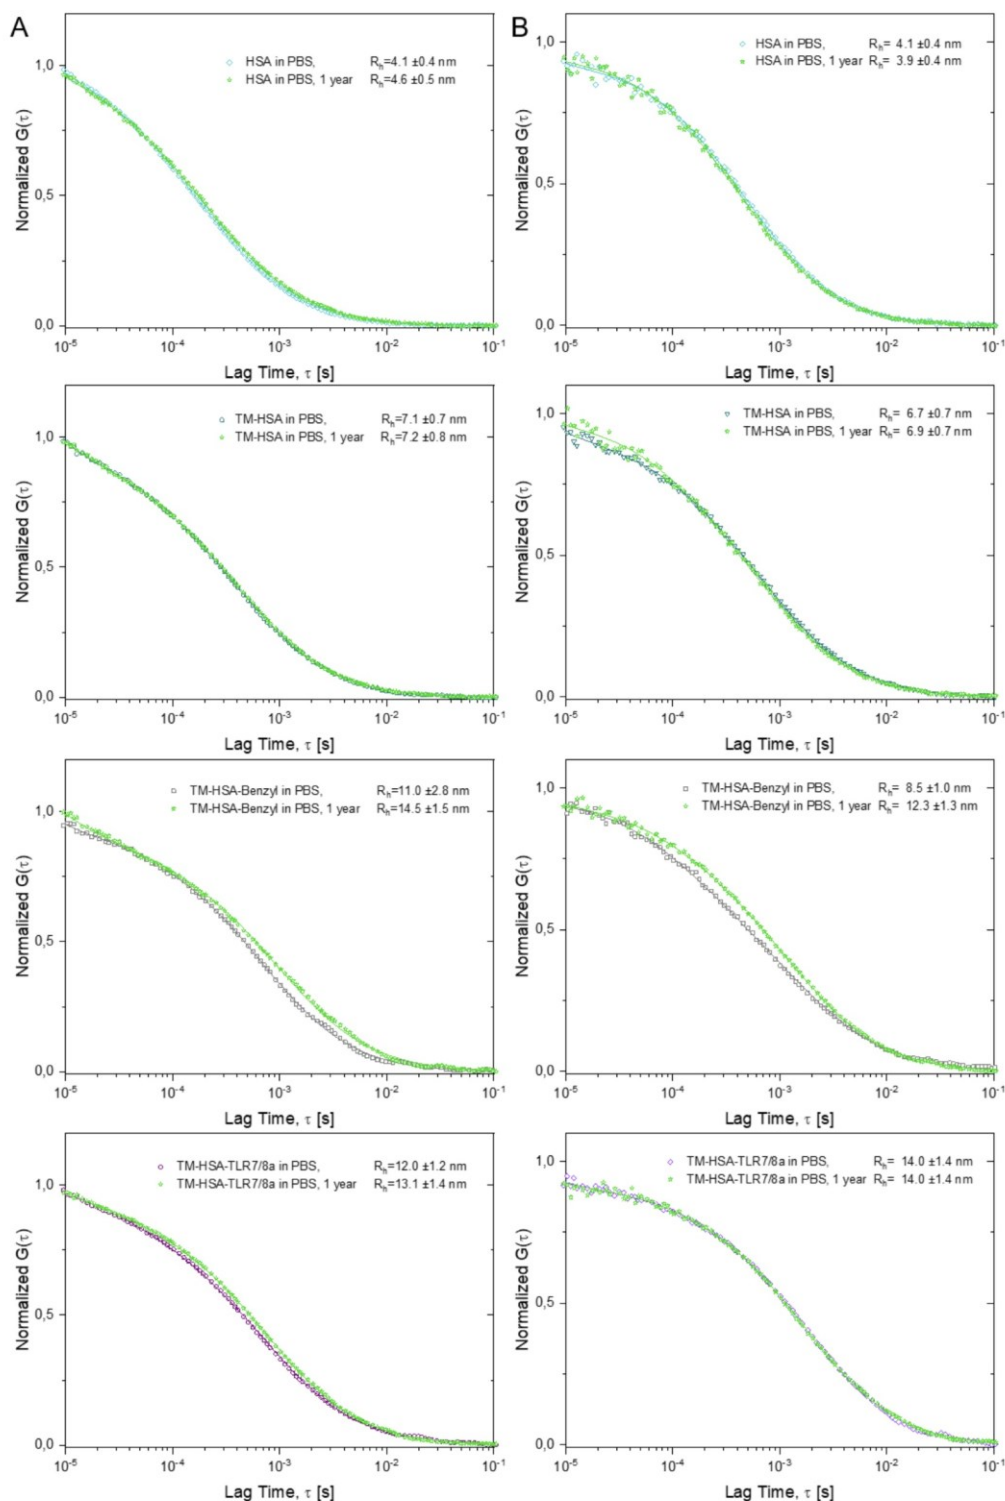 A
HSA in PBS, Rh=4.1 ±0.4 nm
HSA in PBS, 1 year Rh=4.6 ±0.5 nm
1,0
0,5
0,0
Normalized G(τ)
10-5 10-4 10-3 10-2 10-1
Lag Time, τ [s]
B
HSA in PBS, Rh= 4.1 ±0.4 nm
HSA in PBS, 1 year Rh= 3.9 ±0.4 nm
1,0
0,5
0,0
Normalized G(τ)
10-5 10-4 10-3 10-2 10-1
Lag Time, τ [s]
TM-HSA in PBS, Rh=7.1 ±0.7 nm
TM-HSA in PBS, 1 year Rh=7.2 ±0.8 nm
1,0
0,5
0,0
Normalized G(τ)
10-5 10-4 10-3 10-2 10-1
Lag Time, τ [s]
TM-HSA in PBS, Rh= 6.7 ±0.7 nm
TM-HSA in PBS, 1 year Rh= 6.9 ±0.7 nm
1,0
0,5
0,0
Normalized G(τ)
10-5 10-4 10-3 10-2 10-1
Lag Time, τ [s]
TM-HSA-Benzyl in PBS, Rh=11.0 ±2.8 nm
TM-HSA-Benzyl in PBS, 1 year Rh=14.5 ±1.5 nm
1,0
0,5
0,0
Normalized G(τ)
10-5 10-4 10-3 10-2 10-1
Lag Time, τ [s]
TM-HSA-Benzyl in PBS, Rh= 8.5 ±1.0 nm
TM-HSA-Benzyl in PBS, 1 year Rh= 12.3 ±1.3 nm
1,0
0,5
0,0
Normalized G(τ)
10-5 10-4 10-3 10-2 10-1
Lag Time, τ [s]
TM-HSA-TLR7/8a in PBS, Rh=12.0 ±1.2 nm
TM-HSA-TLR7/8a in PBS, 1 year Rh=13.1 ±1.4 nm
1,0
0,5
0,0
Normalized G(τ)
10-5 10-4 10-3 10-2 10-1
Lag Time, τ [s]
TM-HSA-TLR7/8a in PBS, Rh= 14.0 ±1.4 nm
TM-HSA-TLR7/8a in PBS, 1 year Rh= 14.0 ±1.4 nm
1,0
0,5
0,0
Normalized G(τ)
10-5 10-4 10-3 10-2 10-1
Lag Time, τ [s]